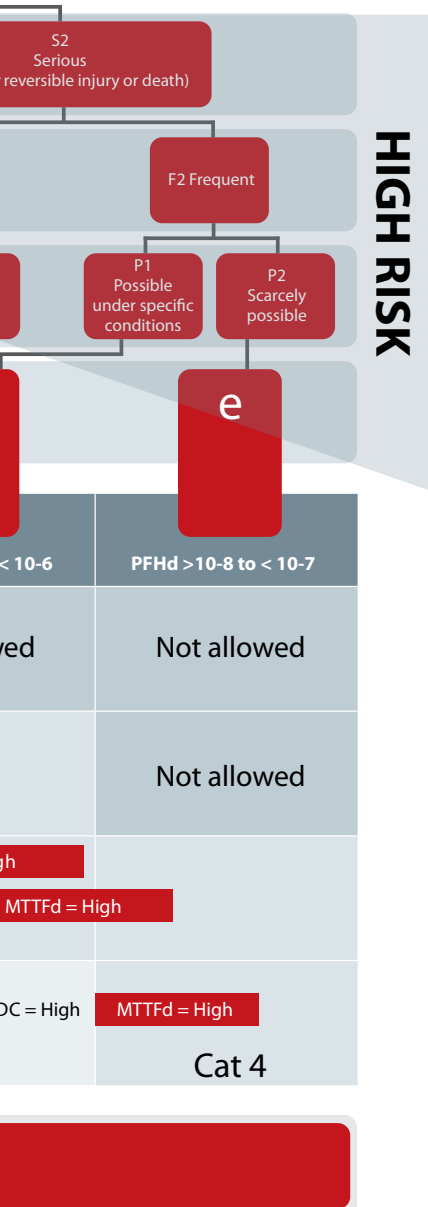 S2
Serious
reversible injury or death)
HIGH RISK
F2 Frequent
P1
Possible
under specific
conditions
P2
Scarcely
possible
e
< 10-6
PFHd >10-8 to < 10-7
Not allowed
Not allowed
MTTFd = High
DC = High
MTTFd = High
Cat 4